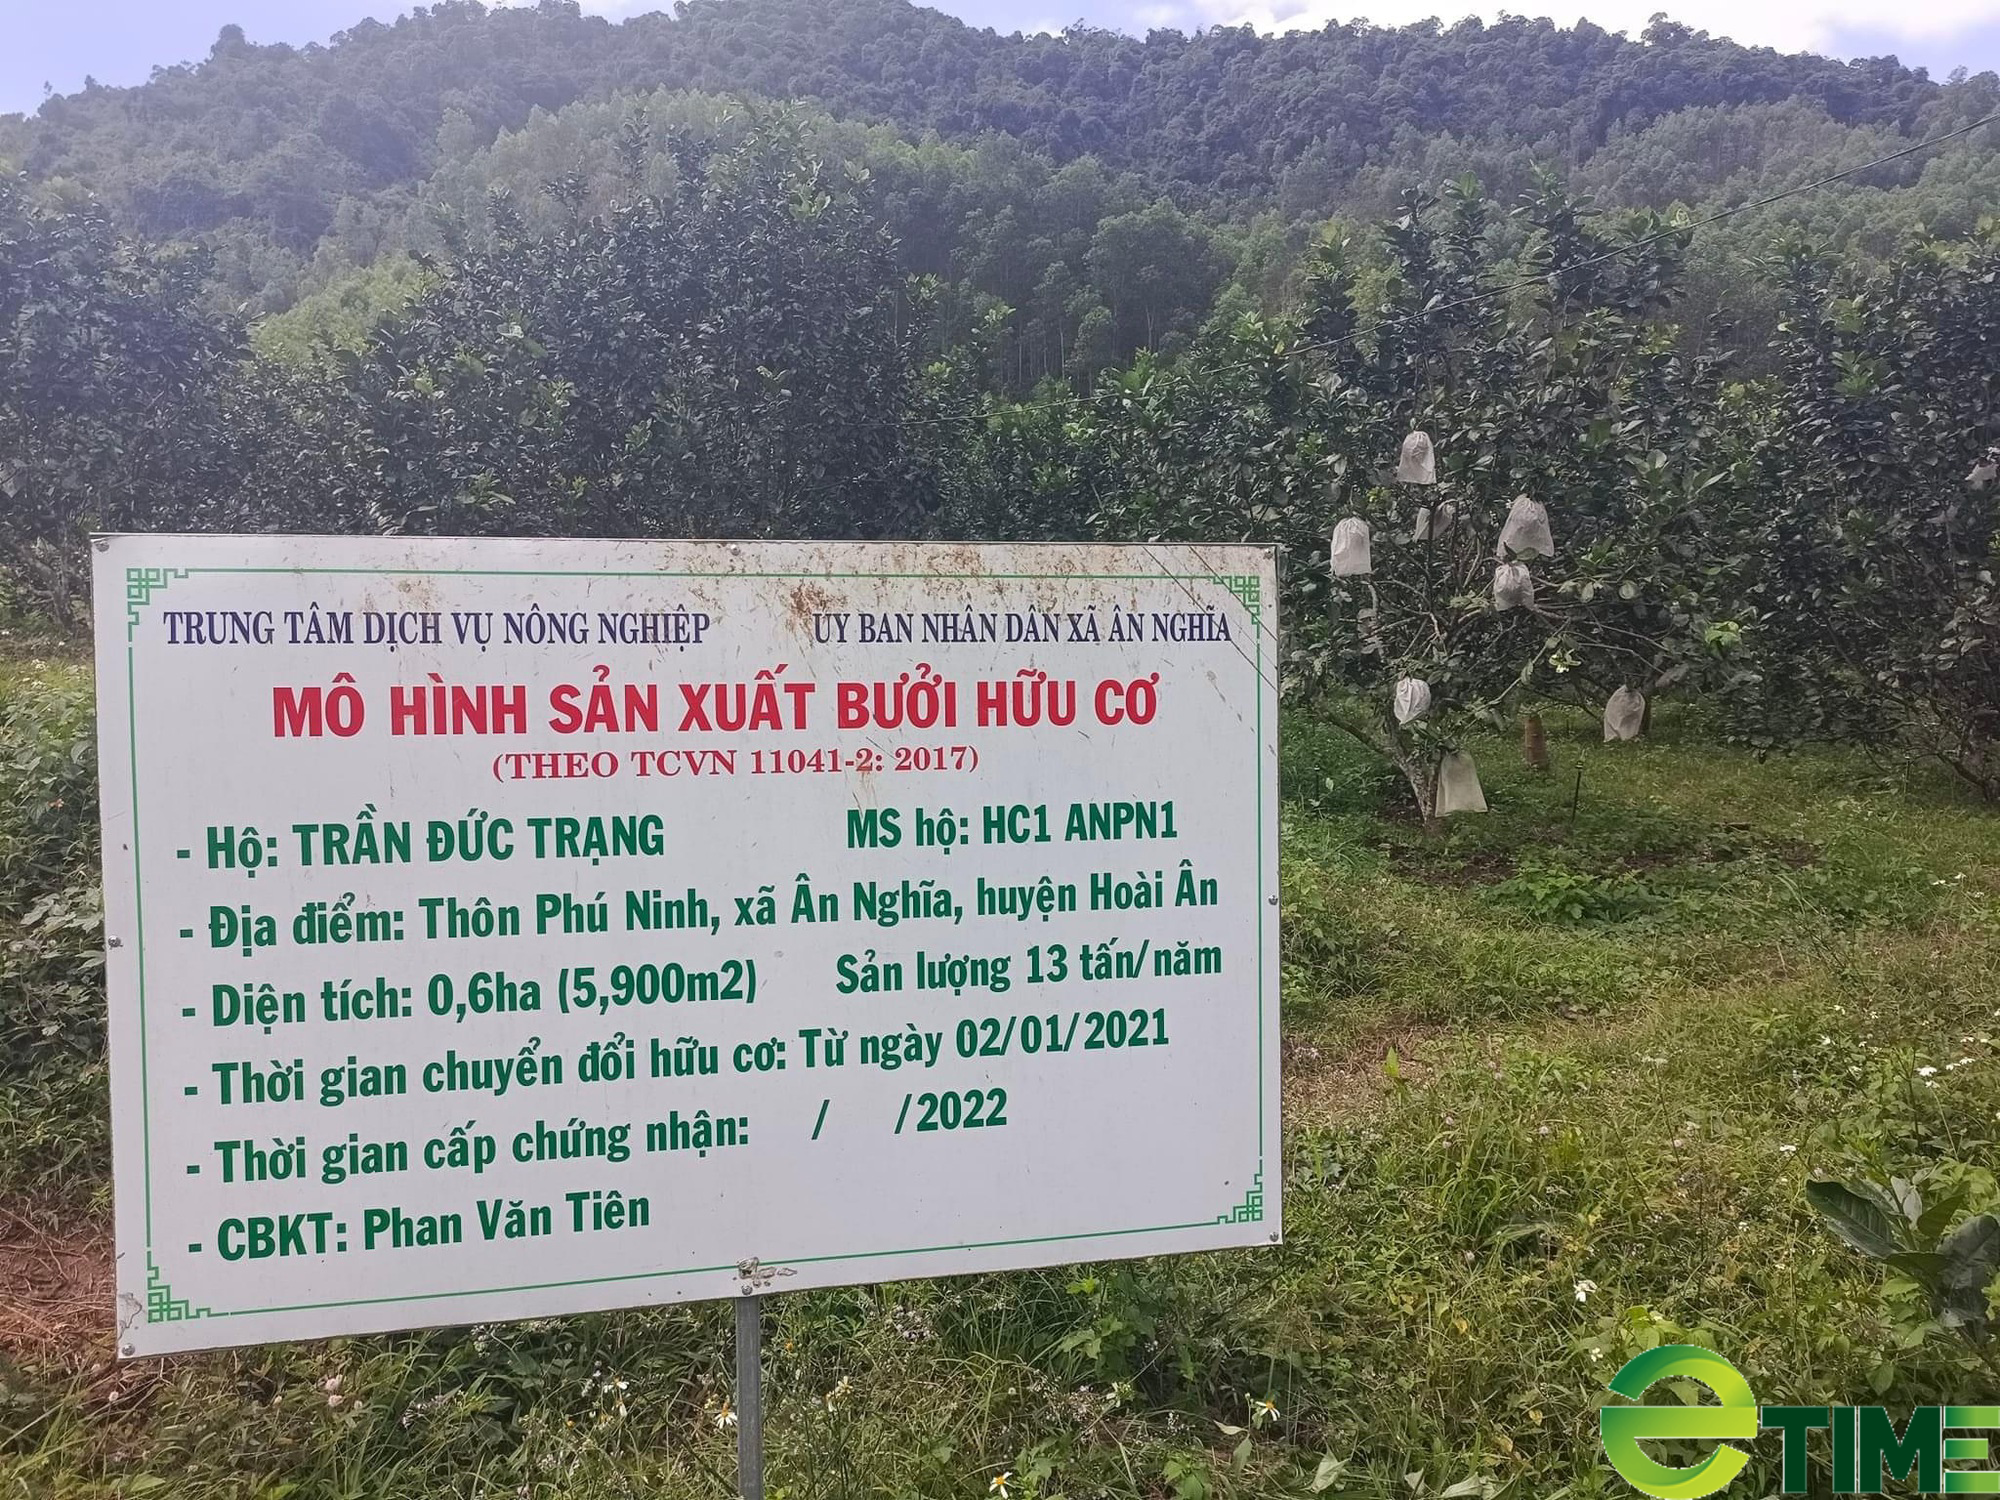 TRUNG TÂM DỊCH VỤ NÔNG NGHIỆP ỦY BAN NHÂN DÂN XÃ ÂN NGHĨA
MÔ HÌNH SẢN XUẤT BƯỞI HỮU CƠ
(THEO TCVN 11041-2: 2017)
- Hộ: TRẦN ĐỨC TRẠNG MS hộ: HC1 ANPN1
- Địa điểm: Thôn Phú Ninh, xã Ân Nghĩa, huyện Hoài Ân
- Diện tích: 0,6ha (5,900m2) Sản lượng 13 tấn/năm
- Thời gian chuyển đổi hữu cơ: Từ ngày 02/01/2021
- Thời gian cấp chứng nhận: / /2022
- CBKT: Phan Văn Tiên
eTIME